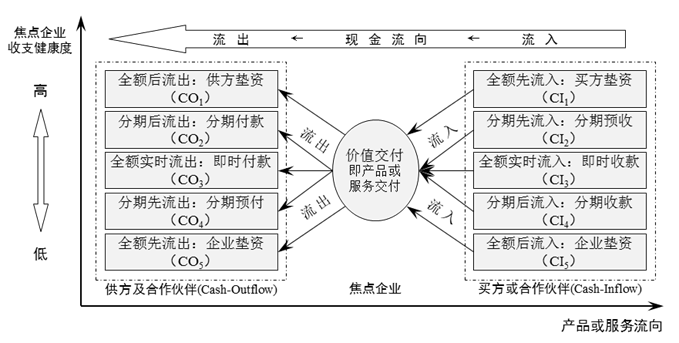 焦点企业
收支健康度
流 出 ← 现 金 流 向 ← 流 入
高
低
全额后流出：供方垫资
（CO1）
分期后流出：分期付款
（CO2）
全额实时流出：即时付款
（CO3）
分期先流出：分期预付
（CO4）
全额先流出：企业垫资
（CO5）
流出
流出
价值交付
即产品或
服务交付
流入
流入
全额先流入：买方垫资
（CI1）
分期先流入：分期预收
（CI2）
全额实时流入：即时收款
（CI3）
分期后流入：分期收款
（CI4）
全额后流入：企业垫资
（CI5）
供方及合作伙伴(Cash-Outflow)
焦点企业
买方或合作伙伴(Cash-Inflow)
产品或服务流向